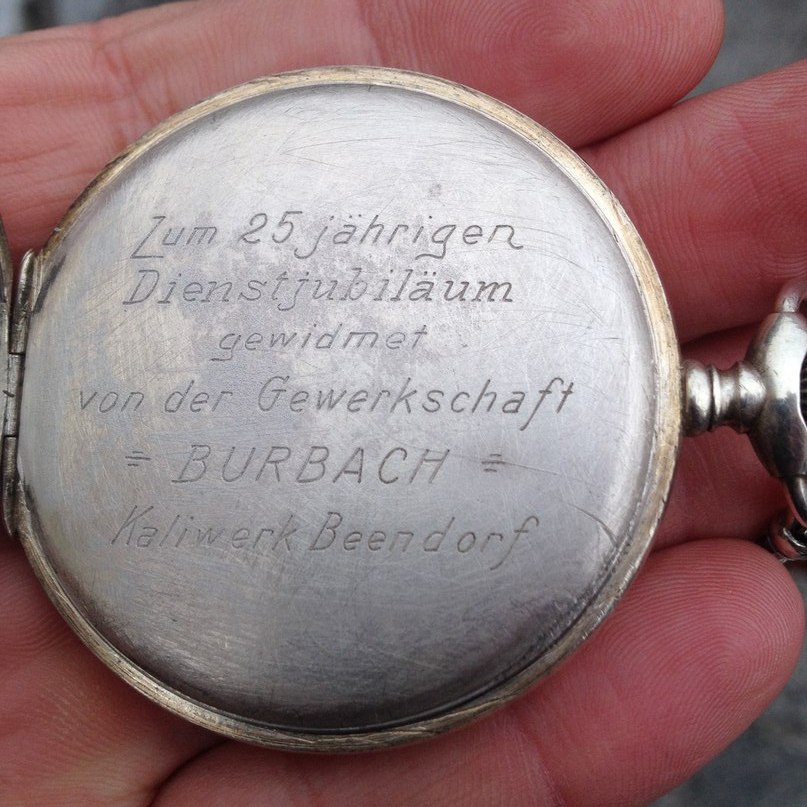 Zum 25 jährigen
Dienstjubiläum
gewidmet
von der Gewerkschaft
= BURBACH =
Kaliwerk Beendorf